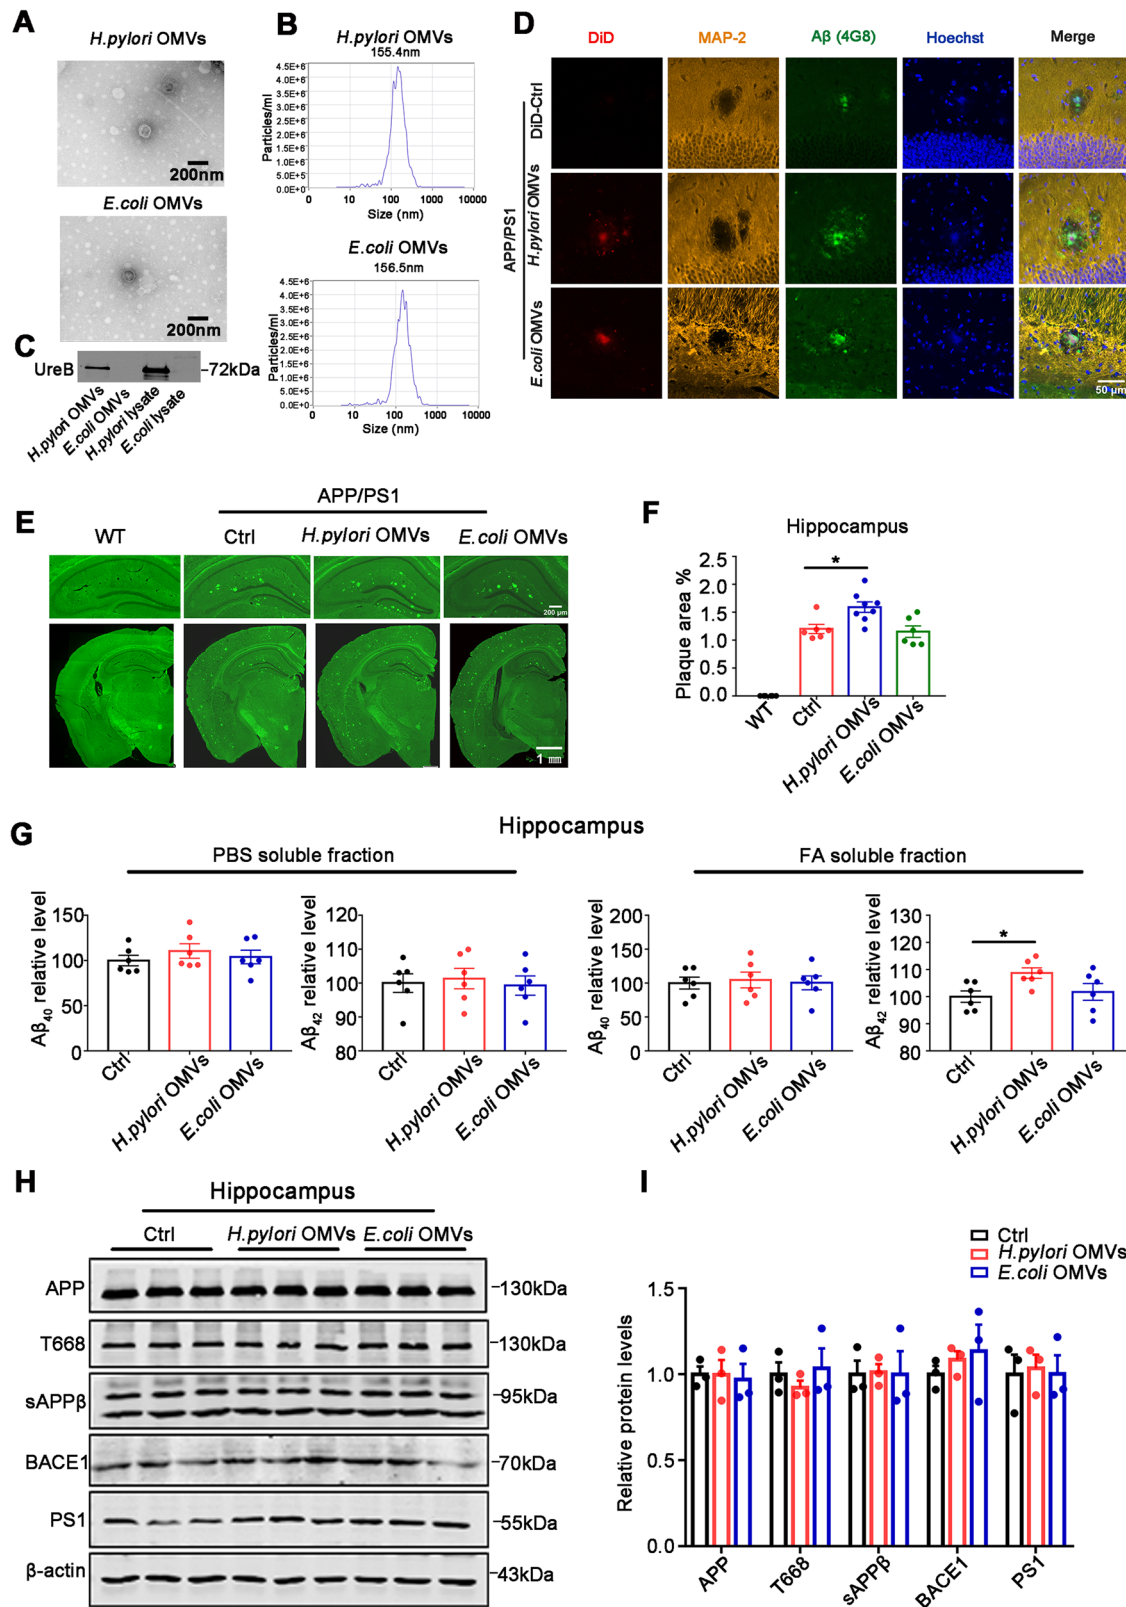 A
H.pylori OMVs
200nm
E.coli OMVs
200nm
B
H.pylori OMVs
155.4nm
Particles/ml
4.5E+6
4.0E+6
3.5E+6
3.0E+6
2.5E+6
2.0E+6
1.5E+6
1.0E+6
5.0E+5
0.0E+0
0 10 100 1000 10000
Size (nm)
E.coli OMVs
156.5nm
Particles/ml
4.5E+6
4.0E+6
3.5E+6
3.0E+6
2.5E+6
2.0E+6
1.5E+6
1.0E+6
5.0E+5
0.0E+0
0 10 100 1000 10000
Size (nm)
C
UreB
-72kDa
H.pylori OMVs
E.coli OMVs
H.pylori lysate
E.coli lysate
D
DiD MAP-2 Aβ (4G8) Hoechst Merge
APP/PS1
DiD-Ctrl
H.pylori OMVs
E.coli OMVs
50 μm
E
APP/PS1
WT Ctrl H.pylori OMVs E.coli OMVs
200 μm
1 mm
F
Hippocampus
Plaque area %
2.5
2.0
1.5
1.0
0.5
0.0
*
WT
Ctrl
H.pylori OMVs
E.coli OMVs
G
Hippocampus
PBS soluble fraction
FA soluble fraction
Aβ40 relative level
150
100
50
0
Ctrl
H.pylori OMVs
E.coli OMVs
Aβ42 relative level
120
110
100
90
80
Ctrl
H.pylori OMVs
E.coli OMVs
Aβ40 relative level
200
150
100
50
0
Ctrl
H.pylori OMVs
E.coli OMVs
Aβ42 relative level
130
120
110
100
90
80
*
Ctrl
H.pylori OMVs
E.coli OMVs
H
Hippocampus
Ctrl H.pylori OMVs E.coli OMVs
APP -130kDa
T668 -130kDa
sAPPβ -95kDa
BACE1 -70kDa
PS1 -55kDa
β-actin -43kDa
I
Ctrl
H.pylori OMVs
E.coli OMVs
Relative protein levels
1.5
1.0
0.5
0.0
APP
T668
sAPPβ
BACE1
PS1